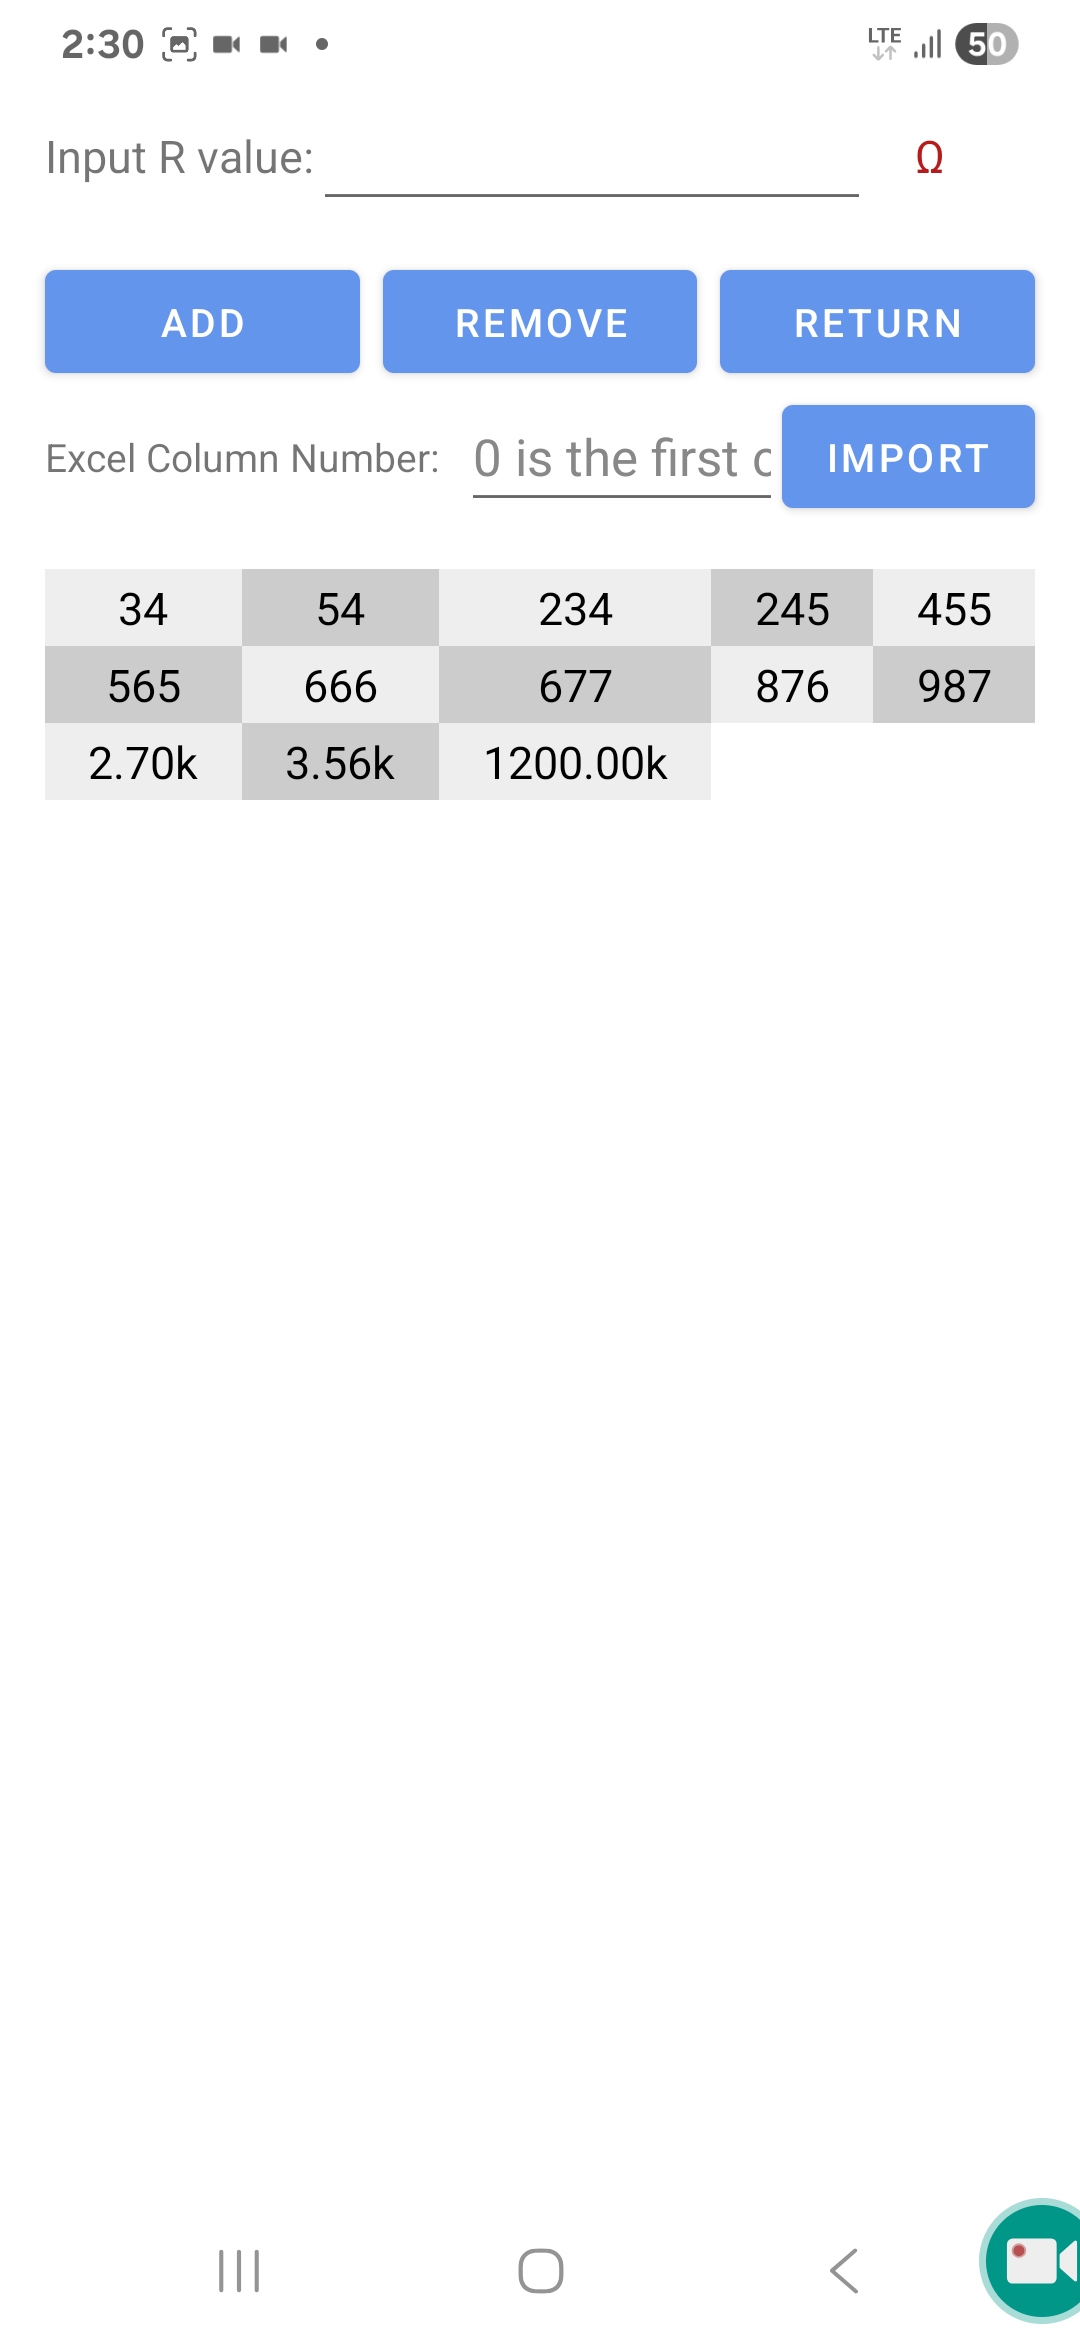 2:30 LTE 50
Input R value: Ω
ADD REMOVE RETURN
Excel Column Number: 0 is the first IMPORT
34 54 234 245 455
565 666 677 876 987
2.70k 3.56k 1200.00k